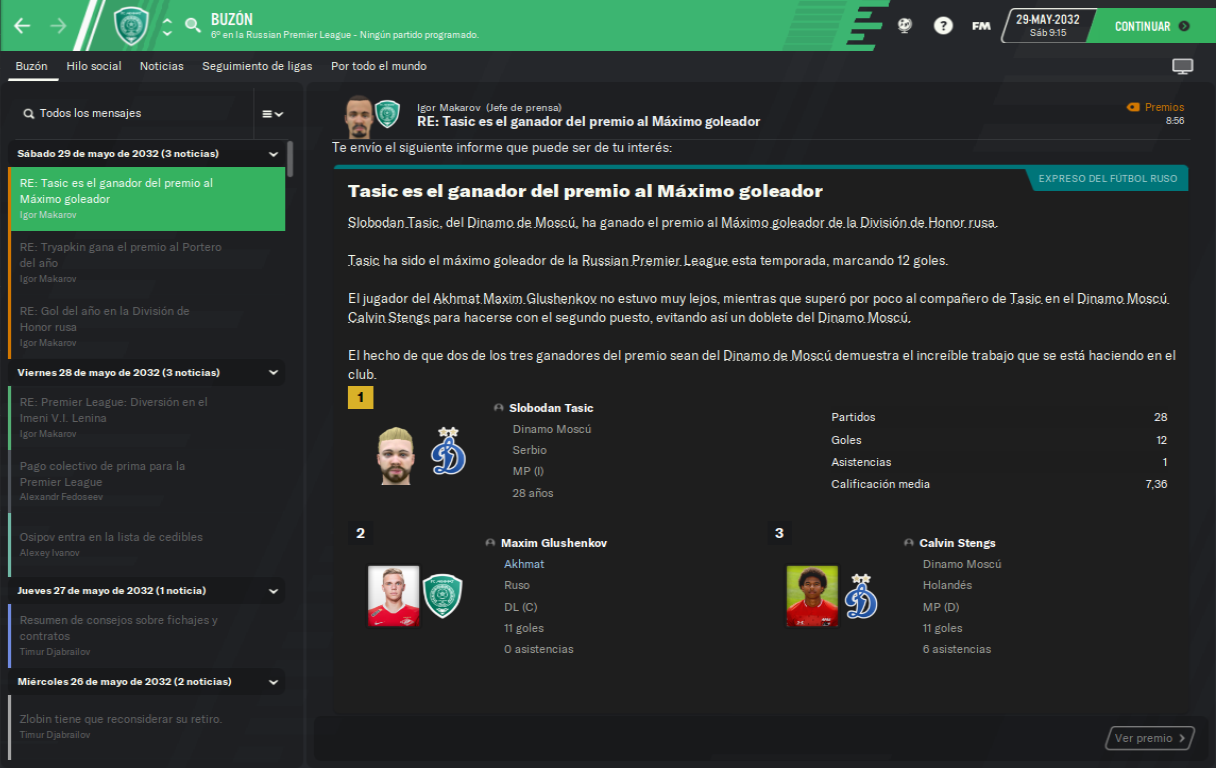 BUZÓN
6º en la Russian Premier League - Ningún partido programado.
?
FM
29-MAY-2032
Sáb 9:15
CONTINUAR
Buzón
Hilo social
Noticias
Seguimiento de ligas
Por todo el mundo
Todos los mensajes
Sábado 29 de mayo de 2032 (3 noticias)
RE: Tasic es el ganador del premio al
Máximo goleador
Igor Makarov
RE: Tryapkin gana el premio al Portero
del año
Igor Makarov
RE: Gol del año en la División de
Honor rusa
Igor Makarov
Viernes 28 de mayo de 2032 (3 noticias)
RE: Premier League: Diversión en el
Imeni V.I. Lenina
Igor Makarov
Pago colectivo de prima para la
Premier League
Alexandr Fedoseev
Osipov entra en la lista de cedibles
Alexey Ivanov
Jueves 27 de mayo de 2032 (1 noticia)
Resumen de consejos sobre fichajes y
contratos
Timur Djabrailov
Miércoles 26 de mayo de 2032 (2 noticias)
Zlobin tiene que reconsiderar su retiro.
Timur Djabrailov
Igor Makarov (Jefe de prensa)
RE: Tasic es el ganador del premio al Máximo goleador
Premios
8:56
Te envío el siguiente informe que puede ser de tu interés:
EXPRESO DEL FÚTBOL RUSO
Tasic es el ganador del premio al Máximo goleador
Slobodan Tasic, del Dinamo de Moscú, ha ganado el premio al Máximo goleador de la División de Honor rusa.
Tasic ha sido el máximo goleador de la Russian Premier League esta temporada, marcando 12 goles.
El jugador del Akhmat Maxim Glushenkov no estuvo muy lejos, mientras que superó por poco al compañero de Tasic en el Dinamo Moscú
Calvin Stengs para hacerse con el segundo puesto, evitando así un doblete del Dinamo Moscú.
El hecho de que dos de los tres ganadores del premio sean del Dinamo de Moscú demuestra el increíble trabajo que se está haciendo en el
club.
1
Slobodan Tasic
Dinamo Moscú
Serbio
MP (I)
28 años
Partidos 28
Goles 12
Asistencias 1
Calificación media 7,36
2
Maxim Glushenkov
Akhmat
Ruso
DL (C)
11 goles
0 asistencias
3
Calvin Stengs
Dinamo Moscú
Holandés
MP (D)
11 goles
6 asistencias
Ver premio